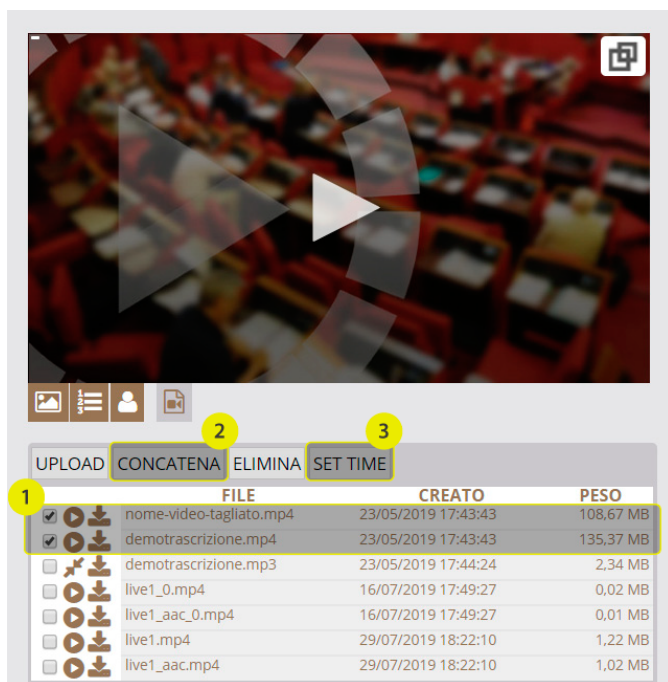 1
2
3
2
3
UPLOAD CONCATENA ELIMINA SET TIME
1
FILE CREATO PESO
nome-video-tagliato.mp4 23/05/2019 17:43:43 108,67 MB
demotrascrizione.mp4 23/05/2019 17:43:43 135,37 MB
demotrascrizione.mp3 23/05/2019 17:44:24 2,34 MB
live1_0.mp4 16/07/2019 17:49:27 0,02 MB
live1_aac_0.mp4 16/07/2019 17:49:27 0,01 MB
live1.mp4 29/07/2019 18:22:10 1,22 MB
live1_aac.mp4 29/07/2019 18:22:10 1,02 MB